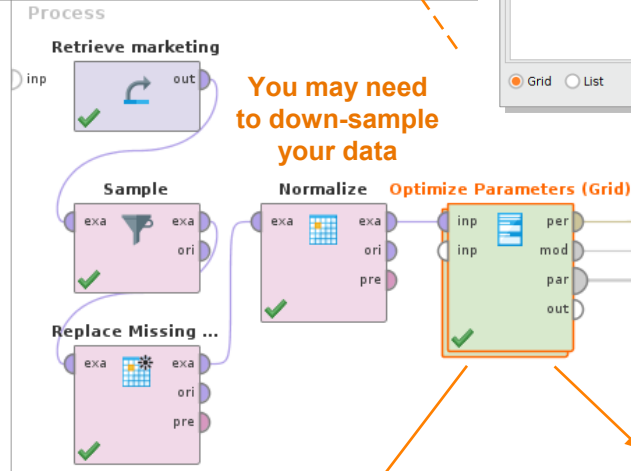 Process
Retrieve marketing
inp
out
Grid
List
You may need
to down-sample
your data
Sample
exa
exa
ori
Normalize
exa
exa
ori
pre
Optimize Parameters (Grid)
inp
inp
per
mod
par
out
Replace Missing ...
exa
exa
ori
pre